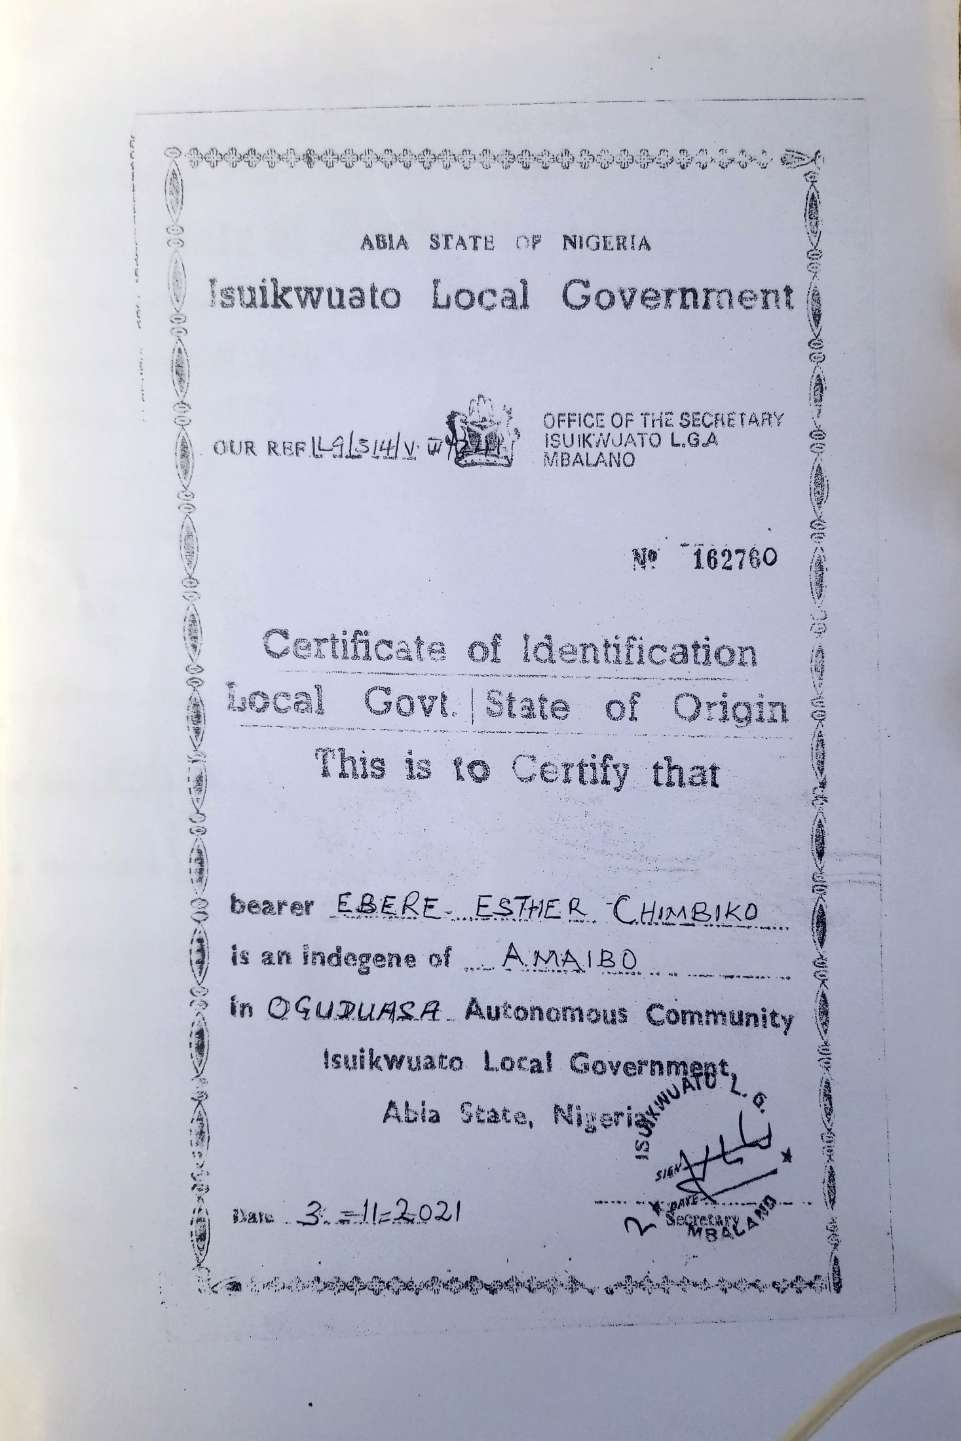 ABIA STATE OF NIGERIA
Isuikwuato Local Government
OUR REF
OFFICE OF THE SECRETARY
ISUIKWUATO L.G.A
MBALANO
Nº 162760
Certificate of Identification
Local Govt. | State of Origin
This is to Certify that
bearer EBERE ESTHER CHIMBIKO
is an indegene of AMAIBO
in OGUDUASA Autonomous Community
Isuikwuato Local Government,
Abia State, Nigeria
ISUIKWUATO L.G.
SIGN
DATE
Date 3-11-2021
Secretary
MBALANO